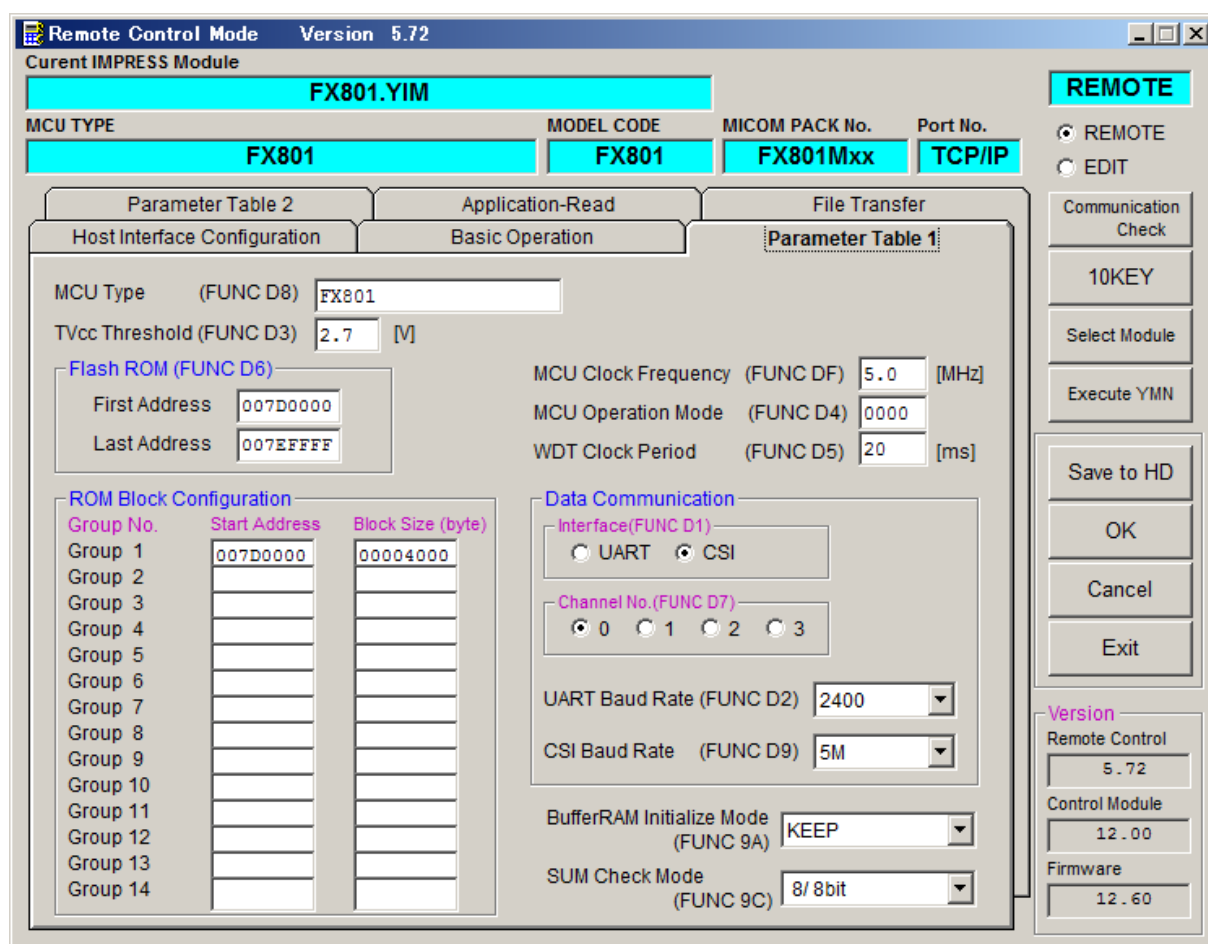 Remote Control Mode Version 5.72
Curent IMPRESS Module
FX801.YIM
REMOTE
MCU TYPE
MODEL CODE
MICOM PACK No.
Port No.
FX801
FX801
FX801Mxx
TCP/IP
REMOTE
EDIT
Parameter Table 2
Application-Read
File Transfer
Host Interface Configuration
Basic Operation
Parameter Table 1
MCU Type (FUNC D8) FX801
TVcc Threshold (FUNC D3) 2.7 [V]
Flash ROM (FUNC D6)
First Address 007D0000
Last Address 007EFFFF
MCU Clock Frequency (FUNC DF) 5.0 [MHz]
MCU Operation Mode (FUNC D4) 0000
WDT Clock Period (FUNC D5) 20 [ms]
ROM Block Configuration
Group No. Start Address Block Size (byte)
Group 1 007D0000 00004000
Group 2
Group 3
Group 4
Group 5
Group 6
Group 7
Group 8
Group 9
Group 10
Group 11
Group 12
Group 13
Group 14
Data Communication
Interface(FUNC D1)
UART CSI
Channel No.(FUNC D7)
0 1 2 3
UART Baud Rate (FUNC D2) 2400
CSI Baud Rate (FUNC D9) 5M
BufferRAM Initialize Mode
(FUNC 9A) KEEP
SUM Check Mode
(FUNC 9C) 8/ 8bit
Communication
Check
10KEY
Select Module
Execute YMN
Save to HD
OK
Cancel
Exit
Version
Remote Control
5.72
Control Module
12.00
Firmware
12.60